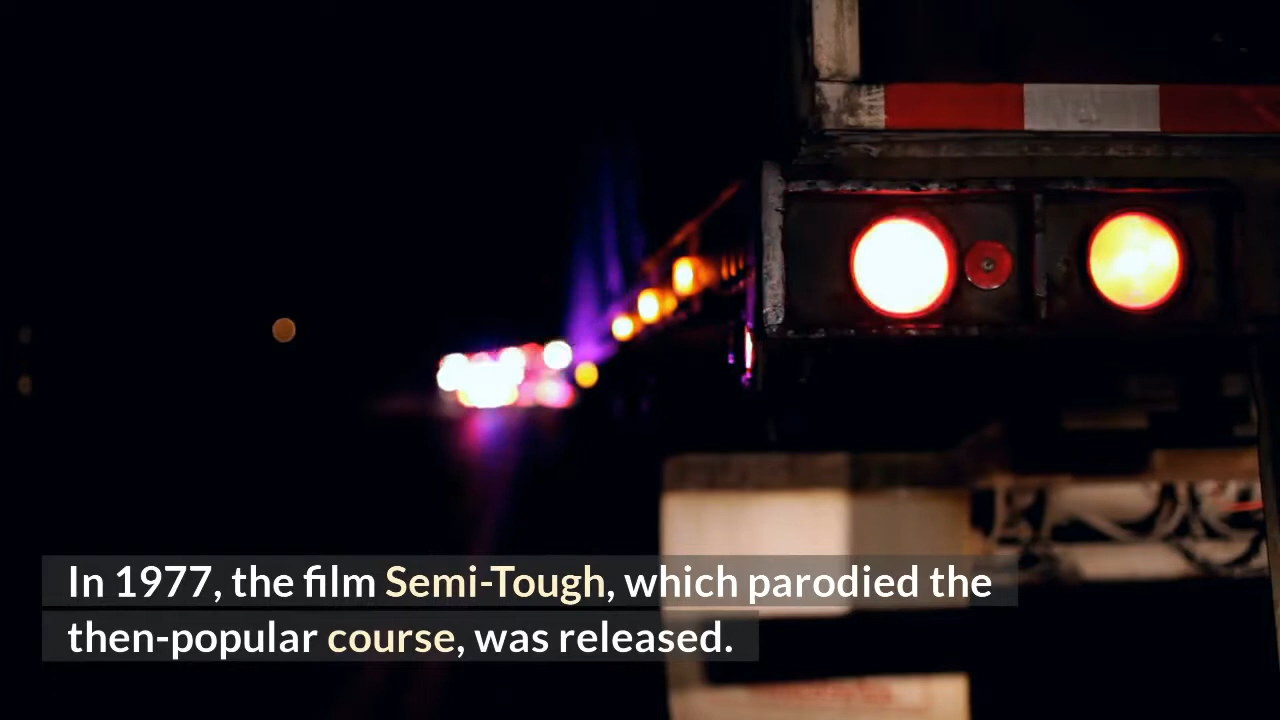 In 1977, the film Semi-Tough, which parodied the
then-popular course, was released.